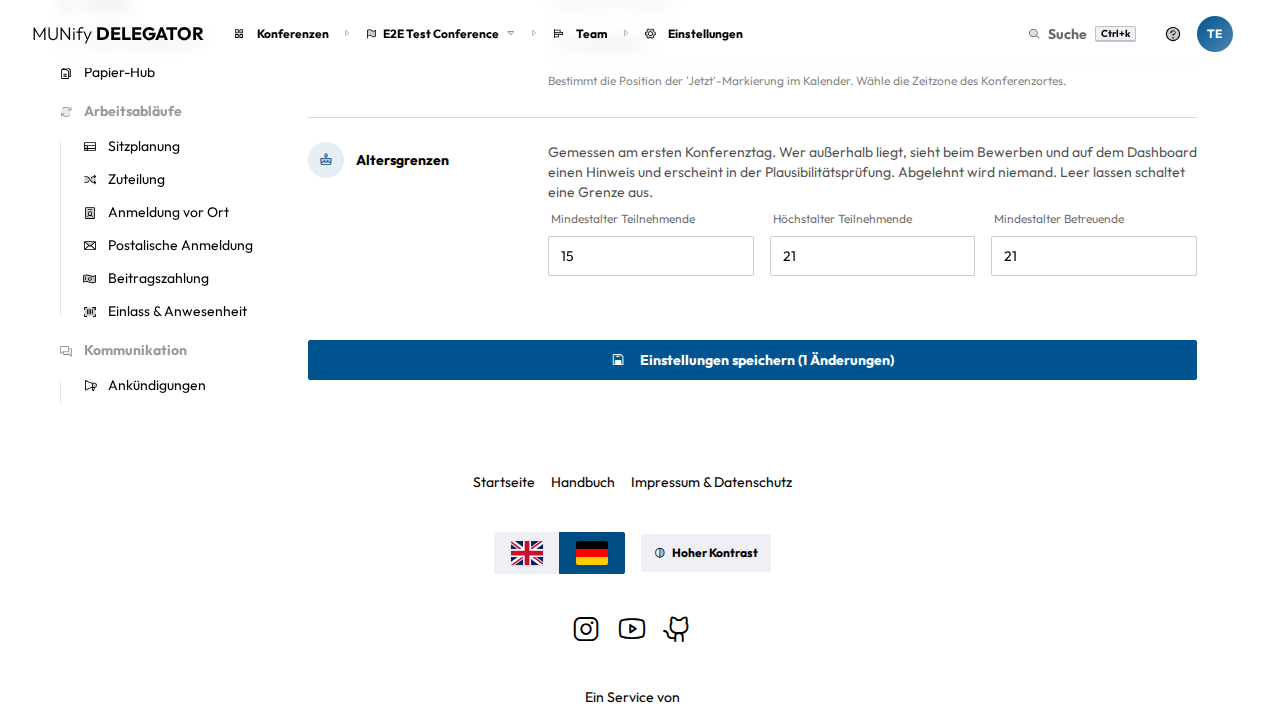 MUNify DELEGATOR
Konferenzen
E2E Test Conference
Team
Einstellungen
Suche
Ctrl+k
TE
Papier-Hub
Arbeitsabläufe
Sitzplanung
Zuteilung
Anmeldung vor Ort
Postalische Anmeldung
Beitragszahlung
Einlass & Anwesenheit
Kommunikation
Ankündigungen
Bestimmt die Position der 'Jetzt'-Markierung im Kalender. Wähle die Zeitzone des Konferenzortes.
Altersgrenzen
Gemessen am ersten Konferenztag. Wer außerhalb liegt, sieht beim Bewerben und auf dem Dashboard
einen Hinweis und erscheint in der Plausibilitätsprüfung. Abgelehnt wird niemand. Leer lassen schaltet
eine Grenze aus.
Mindestalter Teilnehmende
15
Höchstalter Teilnehmende
21
Mindestalter Betreuende
21
Einstellungen speichern (1 Änderungen)
Startseite
Handbuch
Impressum & Datenschutz
Hoher Kontrast
Ein Service von